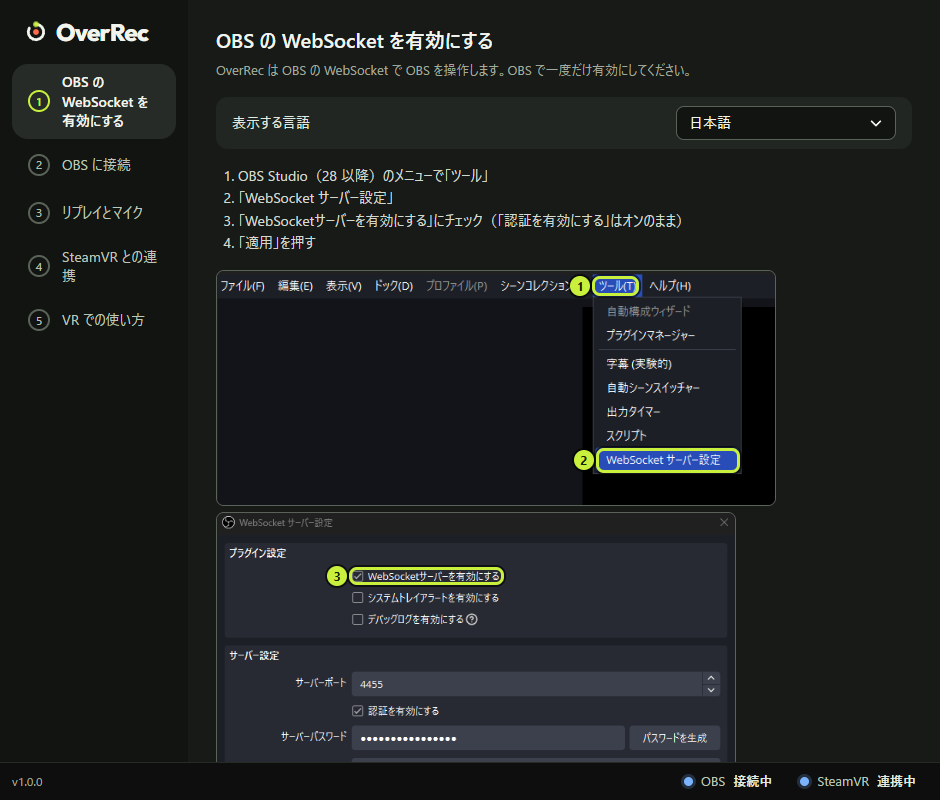 OverRec
1
OBS の
WebSocket を
有効にする
2
OBS に接続
3
リプレイとマイク
4
SteamVR との連
携
5
VR での使い方
OBS の WebSocket を有効にする
OverRec は OBS の WebSocket で OBS を操作します。OBS で一度だけ有効にしてください。
表示する言語
日本語
1. OBS Studio（28 以降）のメニューで「ツール」
2. 「WebSocket サーバー設定」
3. 「WebSocketサーバーを有効にする」にチェック（「認証を有効にする」はオンのまま）
4. 「適用」を押す
ファイル(F) 編集(E) 表示(V) ドック(D) プロファイル(P) シーンコレクション 1 ツール(T) ヘルプ(H)
自動構成ウィザード
プラグインマネージャー
字幕 (実験的)
自動シーンスイッチャー
出力タイマー
スクリプト
2 WebSocket サーバー設定
WebSocket サーバー設定
プラグイン設定
3 WebSocketサーバーを有効にする
システムトレイアラートを有効にする
デバッグログを有効にする ?
サーバー設定
サーバーポート 4455
認証を有効にする
サーバーパスワード ●●●●●●●●●●●●●●●● パスワードを生成
v1.0.0
OBS 接続中
SteamVR 連携中